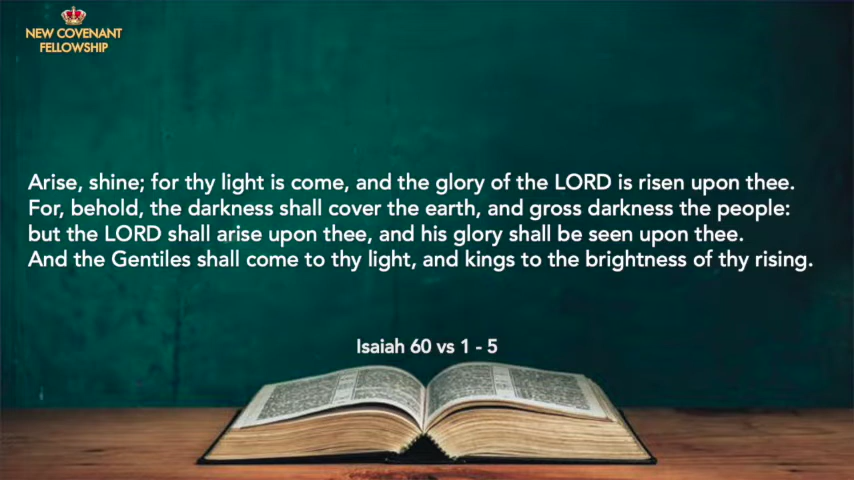 NEW COVENANT
FELLOWSHIP
Arise, shine; for thy light is come, and the glory of the LORD is risen upon thee.
For, behold, the darkness shall cover the earth, and gross darkness the people:
but the LORD shall arise upon thee, and his glory shall be seen upon thee.
And the Gentiles shall come to thy light, and kings to the brightness of thy rising.
Isaiah 60 vs 1 - 5